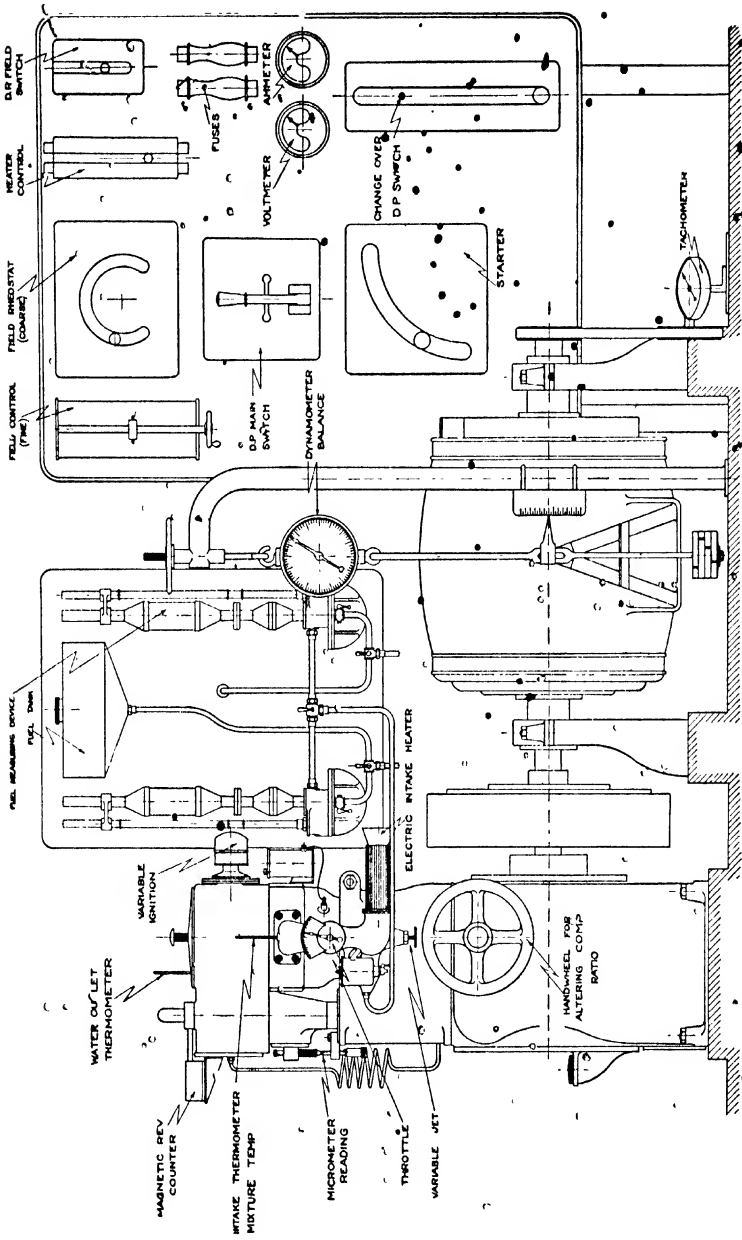 MAGNETIC REV
COUNTER
WATER OUTLET
THERMOMETER
INTAKE THERMOMETER
MIXTURE TEMP
VARIABLE
IGNITION
MICROMETER
READING
THROTTLE
VARIABLE JET
FUEL MEASURING DEVICE.
FUEL TANK
ELECTRIC INTAKE HEATER
HANDWHEEL FOR
ALTERING COMP
RATIO
FIELD CONTROL
(FINE)
FIELD RHEOSTAT
(COARSE)
HEATER
CONTROL
D.P. FIELD
SWITCH
D.P. MAIN
SWITCH
DYNAMOMETER
BALANCE
FUSES
VOLTMETER
AMMETER
STARTER
CHANGE OVER
D.P. SWITCH
TACHOMETER